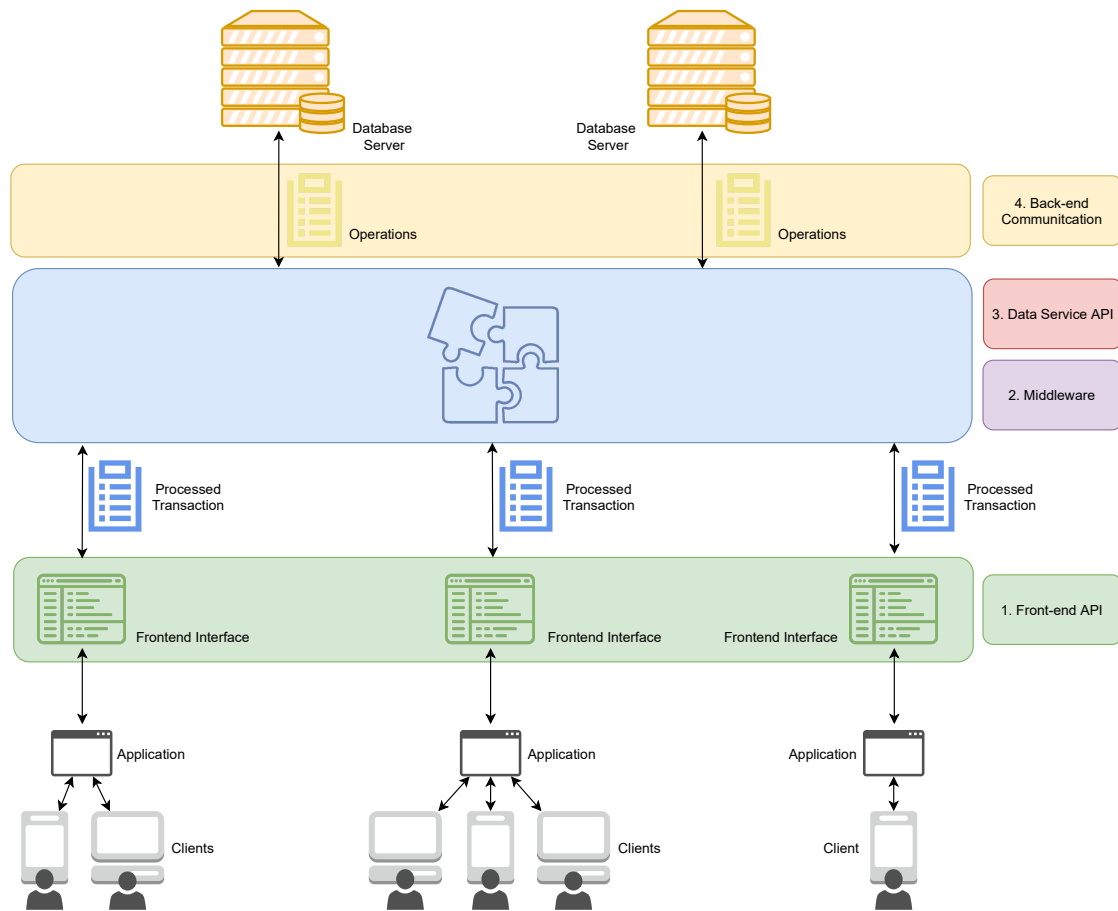 Database
Server
Database
Server
Operations
Operations
4. Back-end
Communitcation
3. Data Service API
2. Middleware
Processed
Transaction
Processed
Transaction
Processed
Transaction
Frontend Interface
Frontend Interface
Frontend Interface
1. Front-end API
Application
Application
Application
Clients
Clients
Client